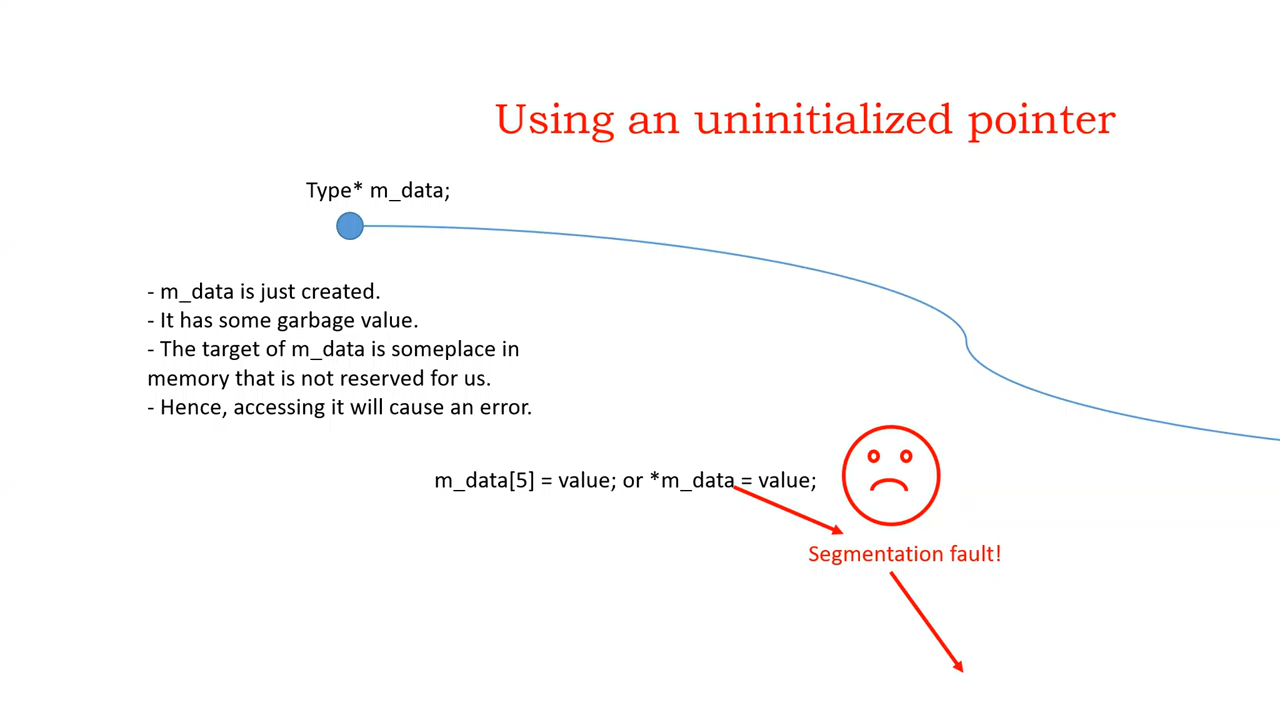 Using an uninitialized pointer
Type* m_data;
- m_data is just created.
- It has some garbage value.
- The target of m_data is someplace in
memory that is not reserved for us.
- Hence, accessing it will cause an error.
m_data[5] = value; or *m_data = value;
Segmentation fault!